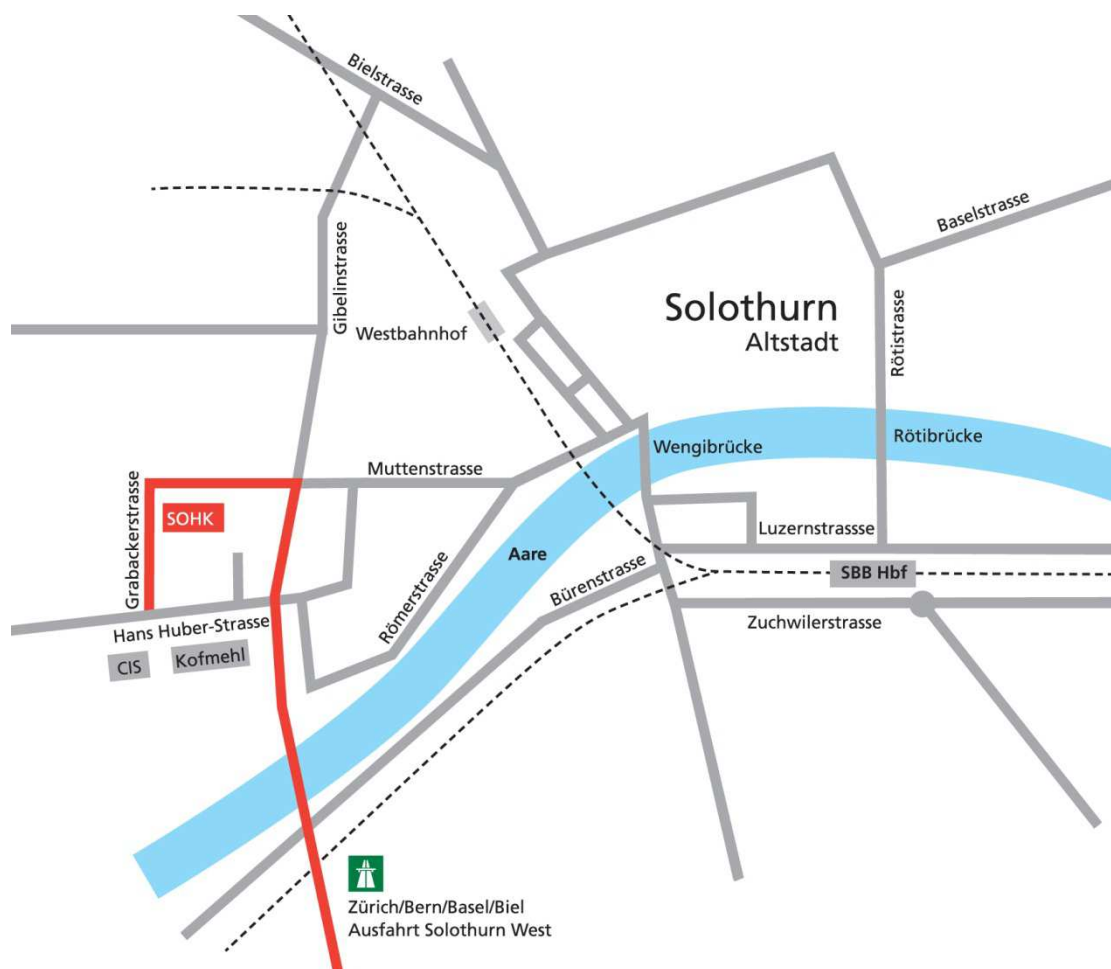 Bielstrasse
Gibelinstrasse
Westbahnhof
Solothurn
Altstadt
Baselstrasse
Rötistrasse
Wengibrücke
Rötibrücke
Muttenstrasse
Grabackerstrasse
SOHK
Luzernstrassse
Aare
SBB Hbf
Römerstrasse
Bürenstrasse
Hans Huber-Strasse
Zuchwilerstrasse
CIS
Kofmehl
Zürich/Bern/Basel/Biel
Ausfahrt Solothurn West